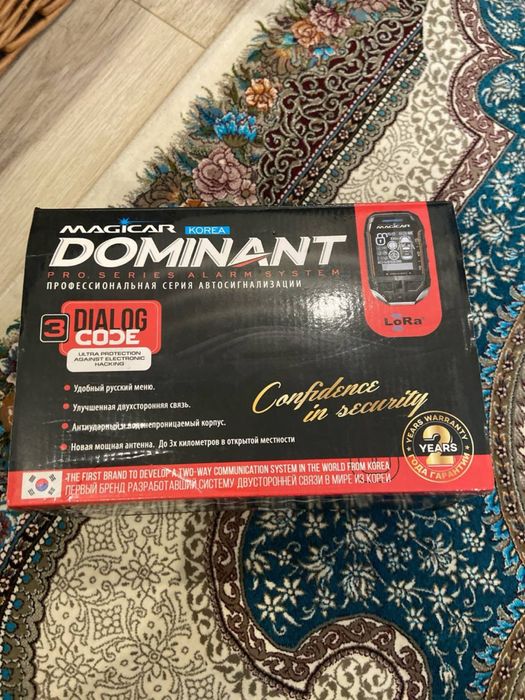 MAGICAR KOREA
DOMINANT
PRO. SERIES ALARM SYSTEM
ПРОФЕССИОНАЛЬНАЯ СЕРИЯ АВТОСИГНАЛИЗАЦИИ
3 DIALOG
CODE
ULTRA PROTECTION
AGAINST ELECTRONIC
HACKING
LoRa
Удобный русский меню.
Улучшенная двухсторонняя связь.
Антиударный и водонепроницаемый корпус.
Новая мощная антенна. До 3х километров в открытой местности
Confidence
in security
YEARS WARRANTY
2
YEARS
ГОДА ГАРАНТИИ
THE FIRST BRAND TO DEVELOP A TWO-WAY COMMUNICATION SYSTEM IN THE WORLD FROM KOREA
ПЕРВЫЙ БРЕНД РАЗРАБОТАВШИЙ СИСТЕМУ ДВУСТОРОННЕЙ СВЯЗИ В МИРЕ ИЗ КОРЕИ